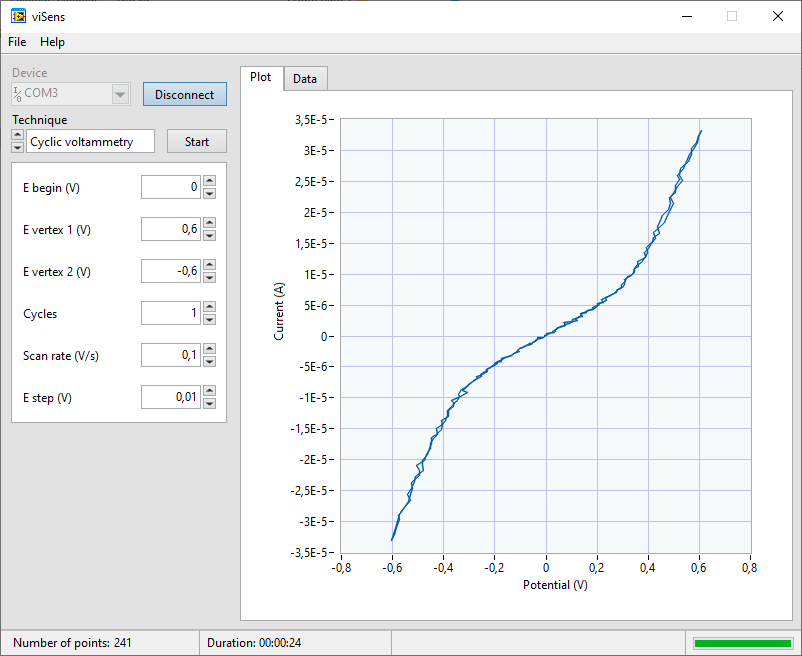 viSens
File Help
Device
COM3 Disconnect
Technique
Cyclic voltammetry Start
E begin (V) 0
E vertex 1 (V) 0,6
E vertex 2 (V) -0,6
Cycles 1
Scan rate (V/s) 0,1
E step (V) 0,01
Plot Data
3,5E-5
3E-5
2,5E-5
2E-5
1,5E-5
1E-5
5E-6
0
-5E-6
-1E-5
-1,5E-5
-2E-5
-2,5E-5
-3E-5
-3,5E-5
Current (A)
-0,8 -0,6 -0,4 -0,2 0 0,2 0,4 0,6 0,8
Potential (V)
Number of points: 241 Duration: 00:00:24